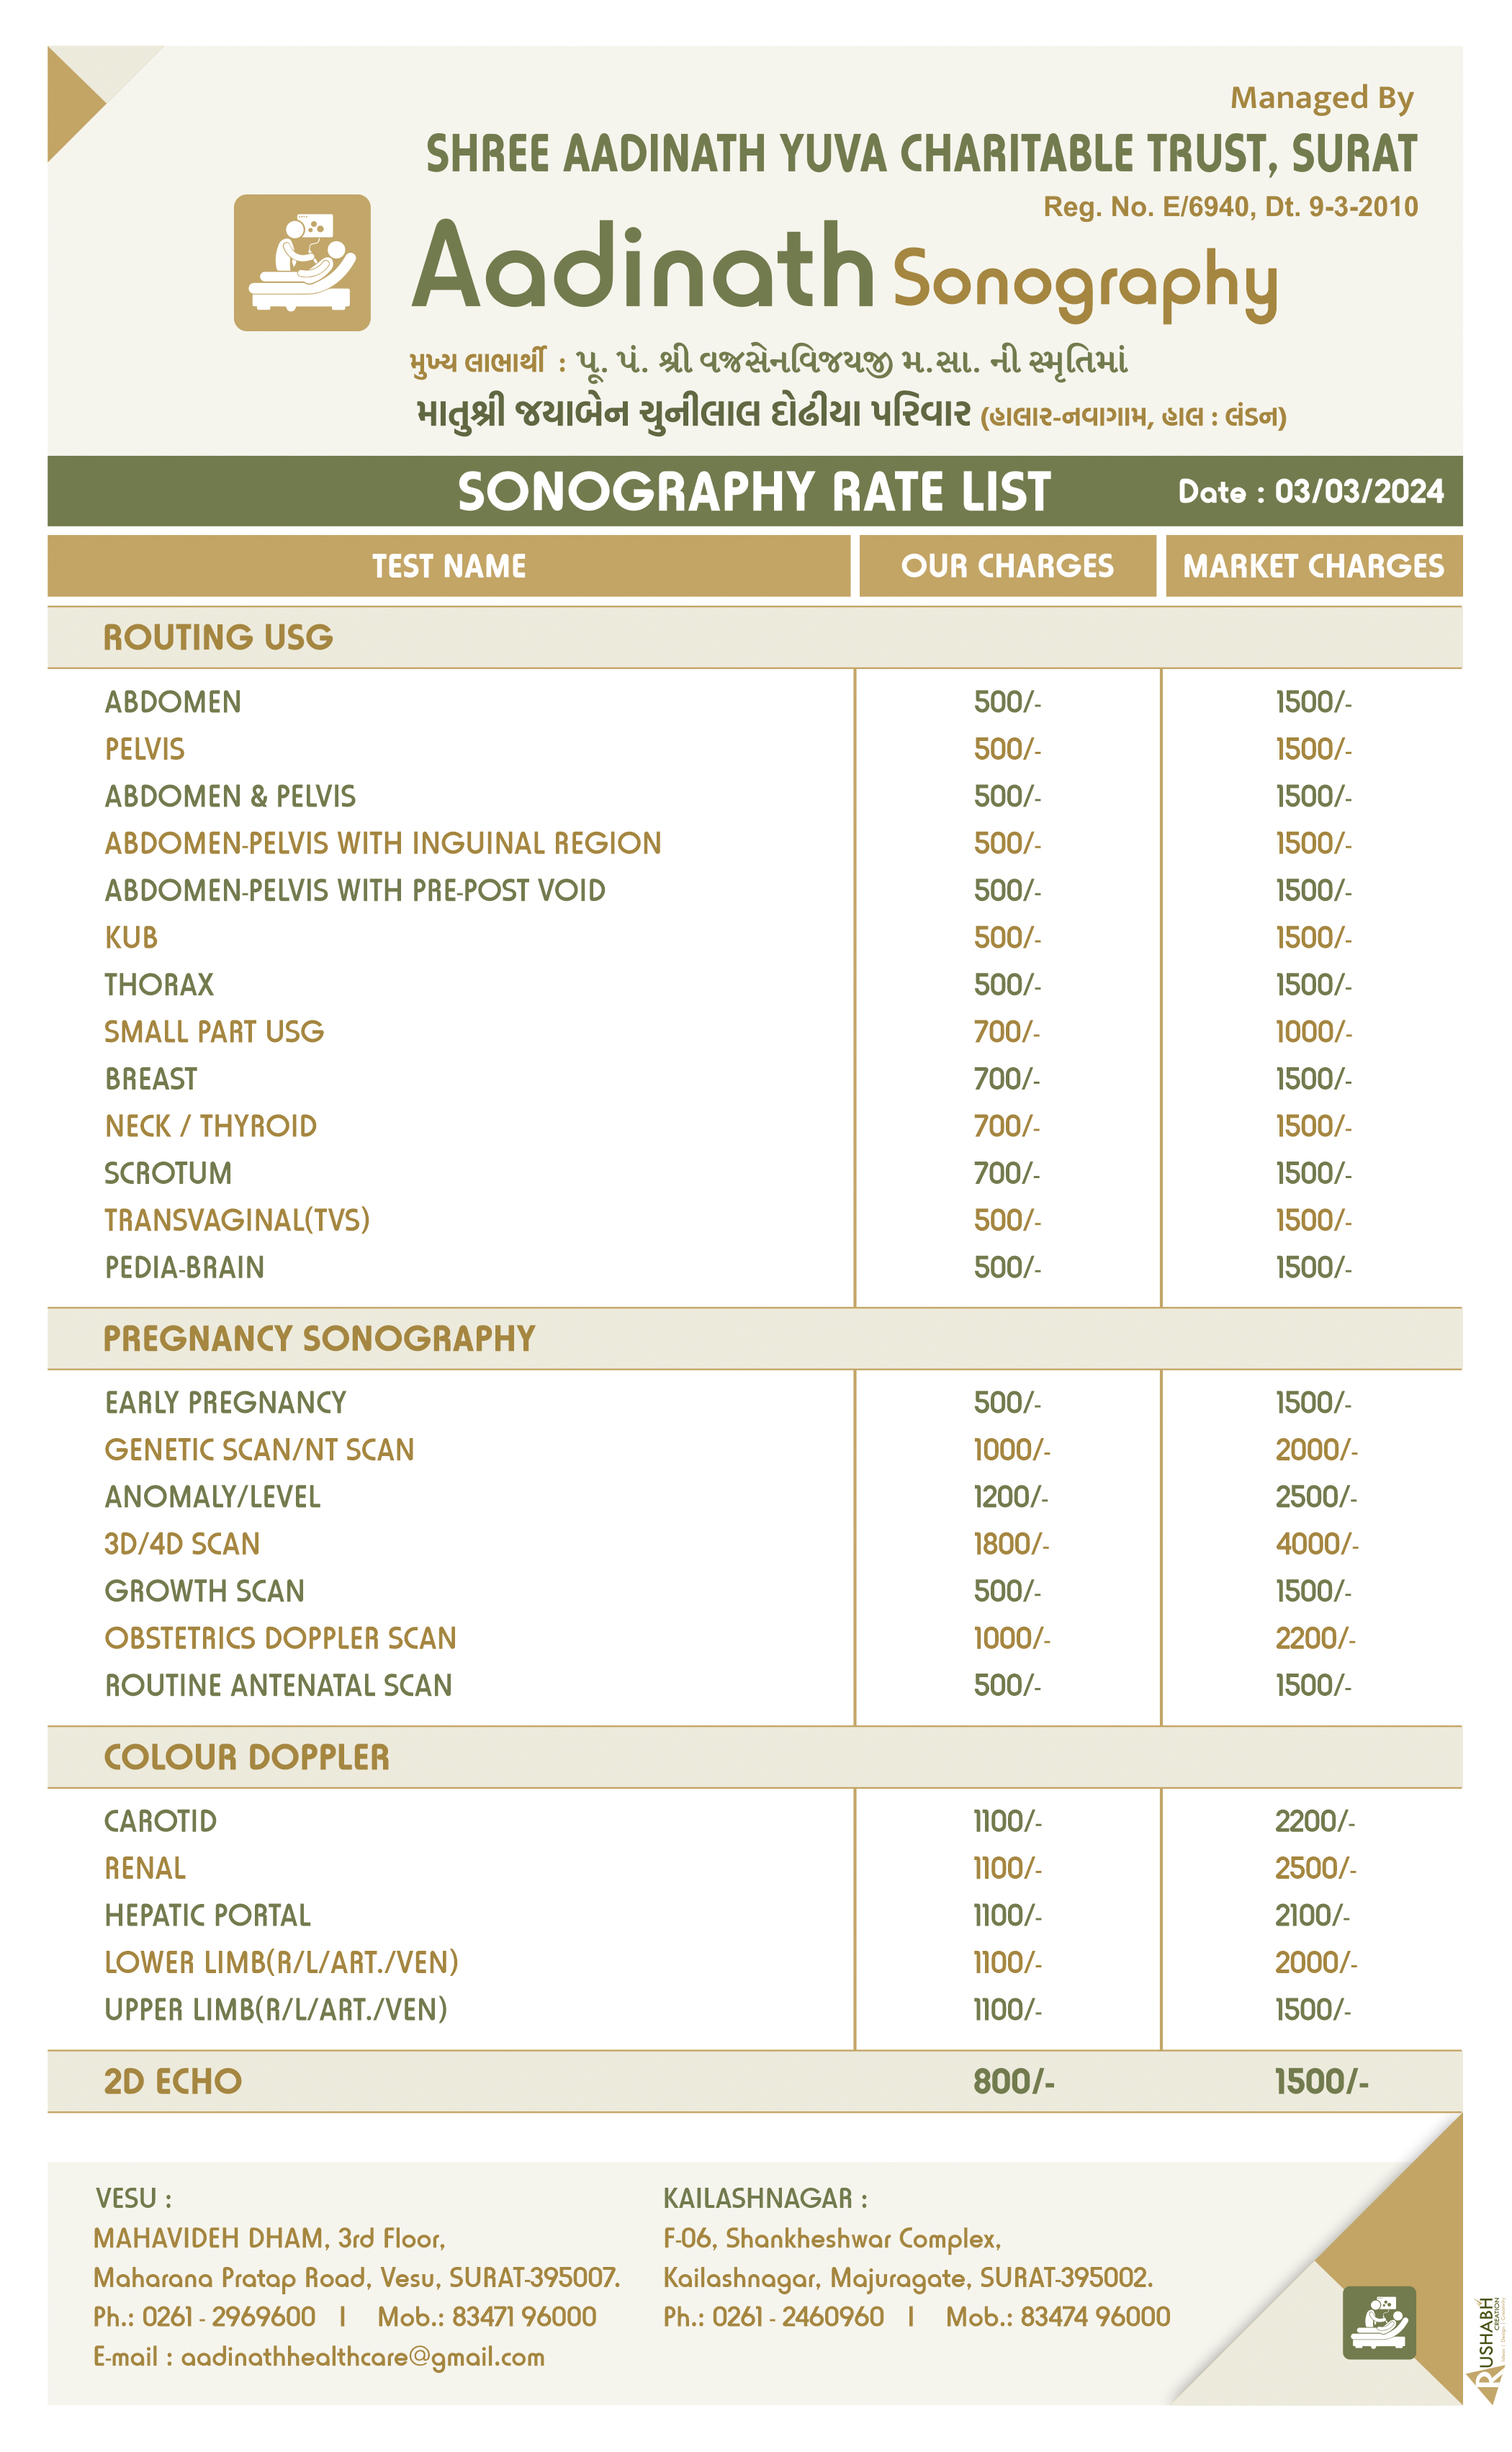 Managed By
SHREE AADINATH YUVA CHARITABLE TRUST, SURAT
Reg. No. E/6940, Dt. 9-3-2010
Aadinath Sonography
મુખ્ય લાભાર્થી : પૂ. પં. શ્રી વજ્રસેનવિજયજી મ.સા. ની સ્મૃતિમાં
માતુશ્રી જયાબેન ચુનીલાલ દોઢીયા પરિવાર (હાલાર-નવાગામ, હાલ : લંડન)
SONOGRAPHY RATE LIST Date : 03/03/2024
TEST NAME OUR CHARGES MARKET CHARGES
ROUTING USG
ABDOMEN 500/- 1500/-
PELVIS 500/- 1500/-
ABDOMEN & PELVIS 500/- 1500/-
ABDOMEN-PELVIS WITH INGUINAL REGION 500/- 1500/-
ABDOMEN-PELVIS WITH PRE-POST VOID 500/- 1500/-
KUB 500/- 1500/-
THORAX 500/- 1500/-
SMALL PART USG 700/- 1000/-
BREAST 700/- 1500/-
NECK / THYROID 700/- 1500/-
SCROTUM 700/- 1500/-
TRANSVAGINAL(TVS) 500/- 1500/-
PEDIA-BRAIN 500/- 1500/-
PREGNANCY SONOGRAPHY
EARLY PREGNANCY 500/- 1500/-
GENETIC SCAN/NT SCAN 1000/- 2000/-
ANOMALY/LEVEL 1200/- 2500/-
3D/4D SCAN 1800/- 4000/-
GROWTH SCAN 500/- 1500/-
OBSTETRICS DOPPLER SCAN 1000/- 2200/-
ROUTINE ANTENATAL SCAN 500/- 1500/-
COLOUR DOPPLER
CAROTID 1100/- 2200/-
RENAL 1100/- 2500/-
HEPATIC PORTAL 1100/- 2100/-
LOWER LIMB(R/L/ART./VEN) 1100/- 2000/-
UPPER LIMB(R/L/ART./VEN) 1100/- 1500/-
2D ECHO 800/- 1500/-
VESU :
MAHAVIDEH DHAM, 3rd Floor,
Maharana Pratap Road, Vesu, SURAT-395007.
Ph.: 0261 - 2969600 | Mob.: 83471 96000
E-mail : aadinathhealthcare@gmail.com
KAILASHNAGAR :
F-06, Shankheshwar Complex,
Kailashnagar, Majuragate, SURAT-395002.
Ph.: 0261 - 2460960 | Mob.: 83474 96000
RUSHABH
CREATION